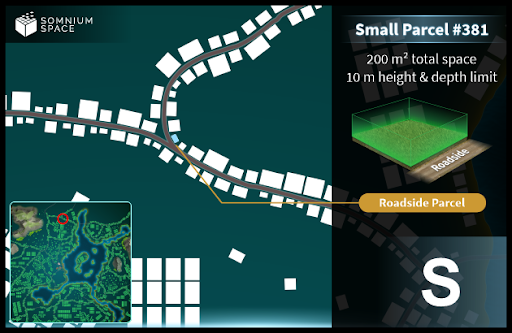 SOMNIUM
SPACE
Small Parcel #381
200 m² total space
10 m height & depth limit
Roadside
Roadside Parcel
S